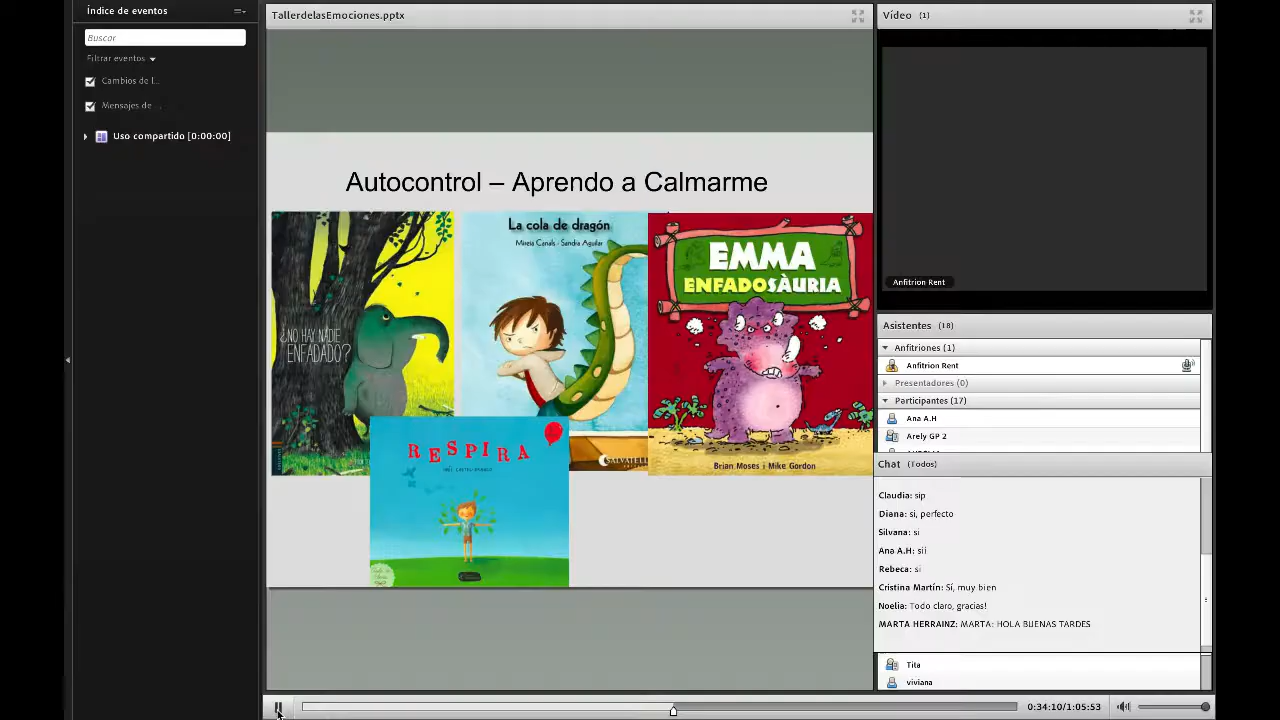 Índice de eventos
Buscar
Filtrar eventos
Cambios de l...
Mensajes de ...
Uso compartido [0:00:00]
TallerdelasEmociones.pptx
Autocontrol – Aprendo a Calmarme
¿NO HAY NADIE
ENFADADO?
La cola de dragón
Mireia Canals - Sandra Aguilar
SALVATELL
EMMA
ENFADOSÀURIA
Brian Moses i Mike Gordon
RESPIRA
Vídeo (1)
Anfitrion Rent
Asistentes (18)
Anfitriones (1)
Anfitrion Rent
Presentadores (0)
Participantes (17)
Ana A.H
Arely GP 2
Chat (Todos)
Claudia: sip
Diana: si, perfecto
Silvana: si
Ana A.H: sii
Rebeca: si
Cristina Martín: Sí, muy bien
Noelia: Todo claro, gracias!
MARTA HERRAINZ: MARTA: HOLA BUENAS TARDES
Tita
viviana
0:34:10/1:05:53